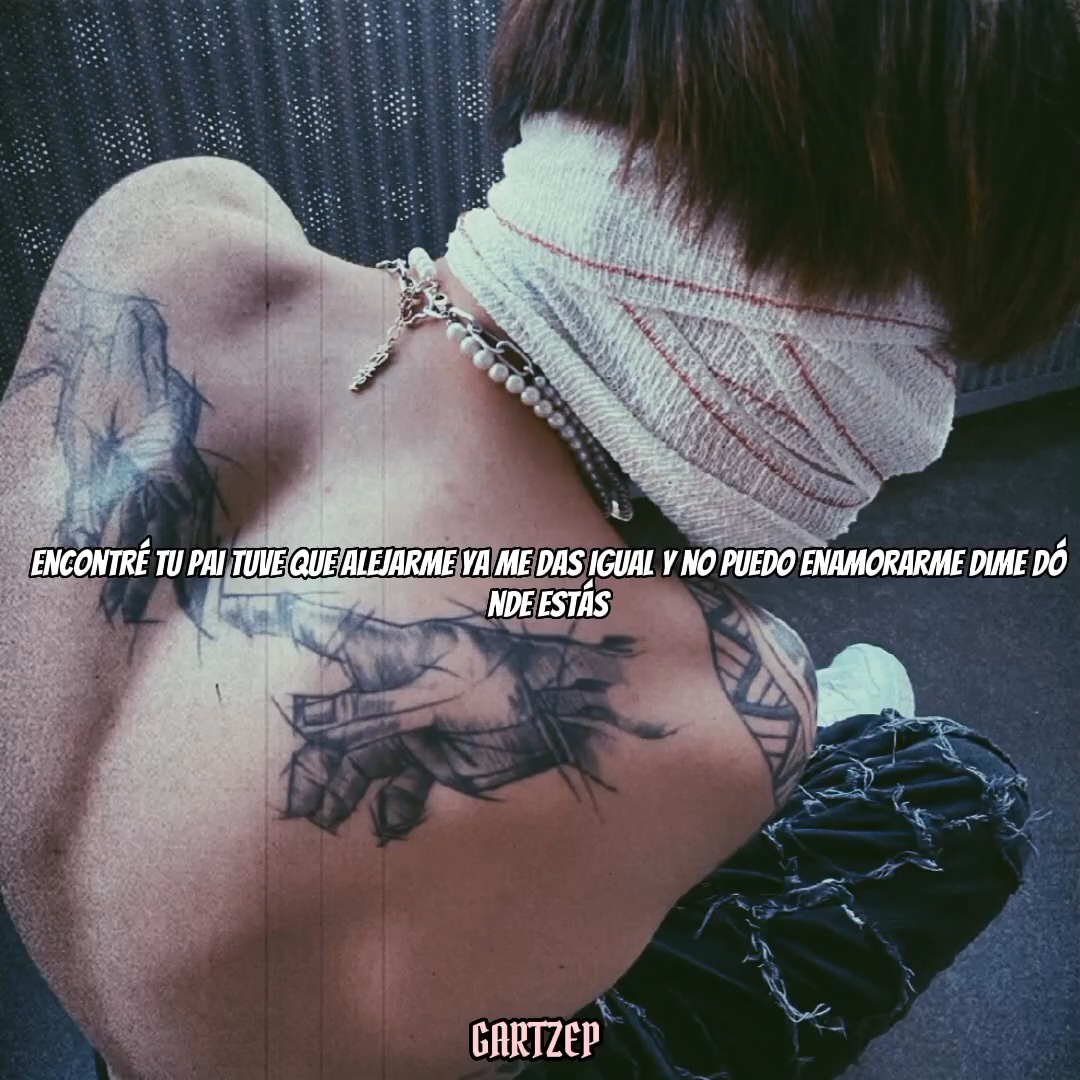 ENCONTRÉ TU PAI TUVE QUE ALEJARME YA ME DAS IGUAL Y NO PUEDO ENAMORARME DIME DÓ
NDE ESTÁS
GARTZEP